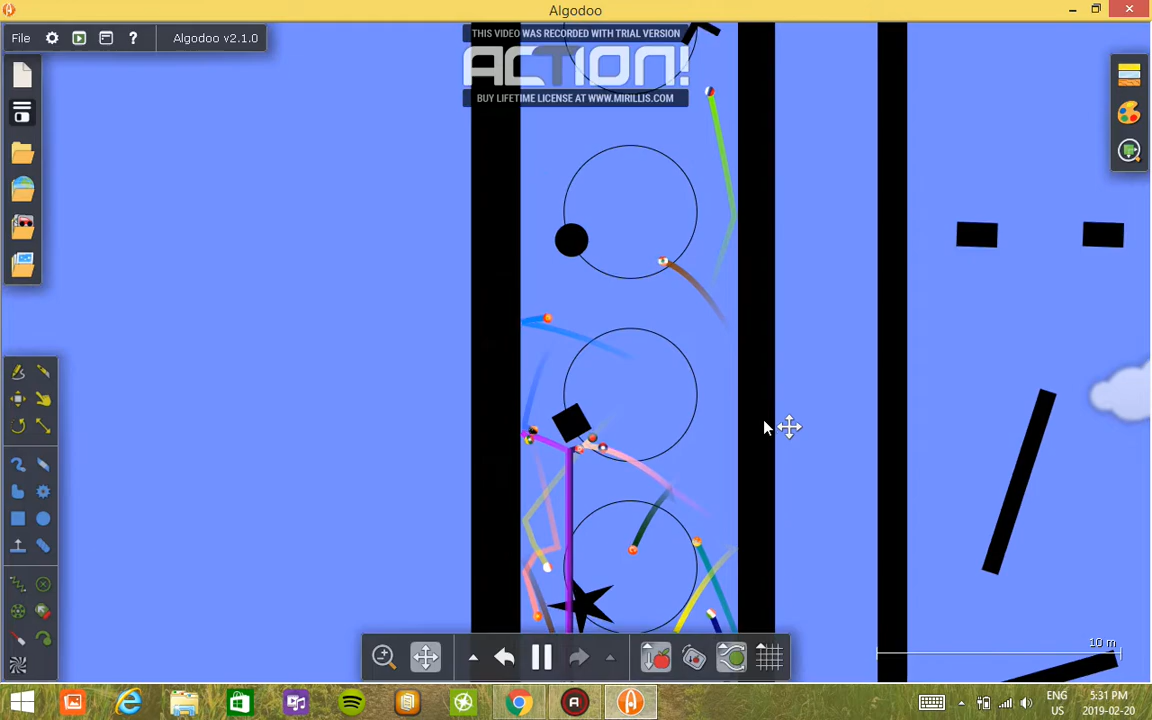 Algodoo
File
?
Algodoo v2.1.0
THIS VIDEO WAS RECORDED WITH TRIAL VERSION
ACTION!
BUY LIFETIME LICENSE AT WWW.MIRILLIS.COM
10 m
ENG
US
5:31 PM
2019-02-20